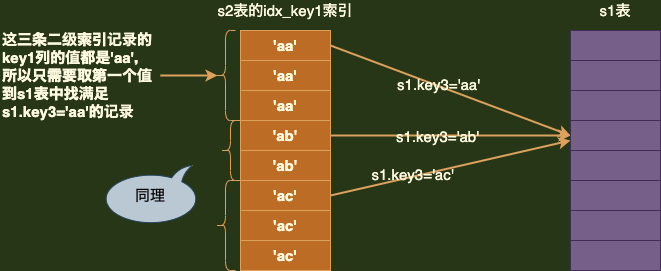 s2表的idx_key1索引
s1表
这三条二级索引记录的
key1列的值都是'aa',
所以只需要取第一个值
到s1表中找满足
s1.key3='aa'的记录
'aa'
'aa'
'aa'
'ab'
'ab'
'ac'
'ac'
'ac'
s1.key3='aa'
s1.key3='ab'
s1.key3='ac'
同理